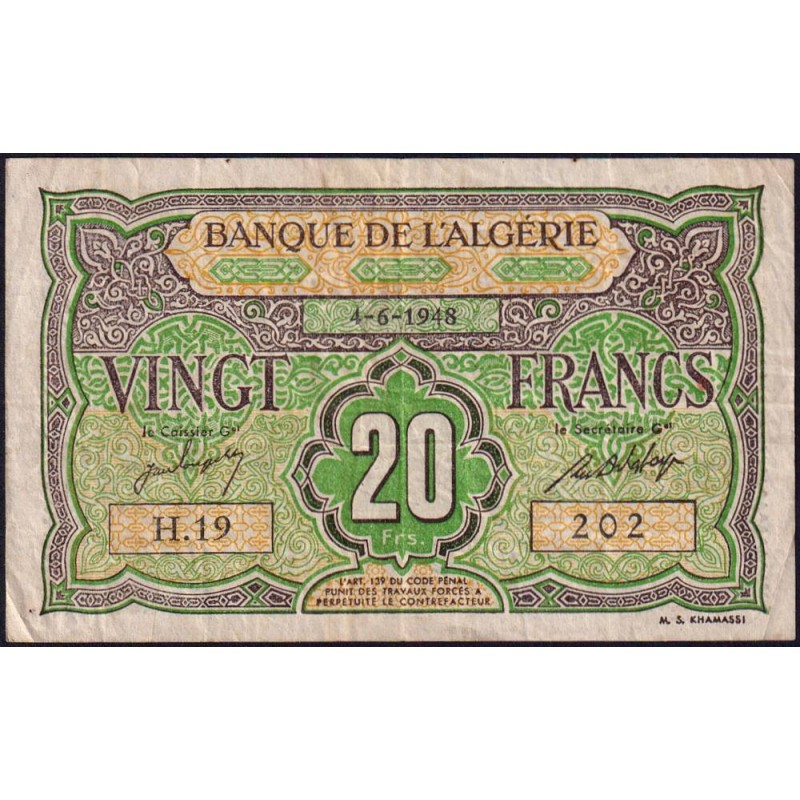 BANQUE DE L'ALGÉRIE
4-6-1948
VINGT FRANCS
le Caissier Gal
le Secrétaire Gal
20
Frs.
H.19
202
L'ART. 139 DU CODE PÉNAL
PUNIT DES TRAVAUX FORCÉS A
PERPETUITÉ LE CONTREFACTEUR
M. S. KHAMASSI